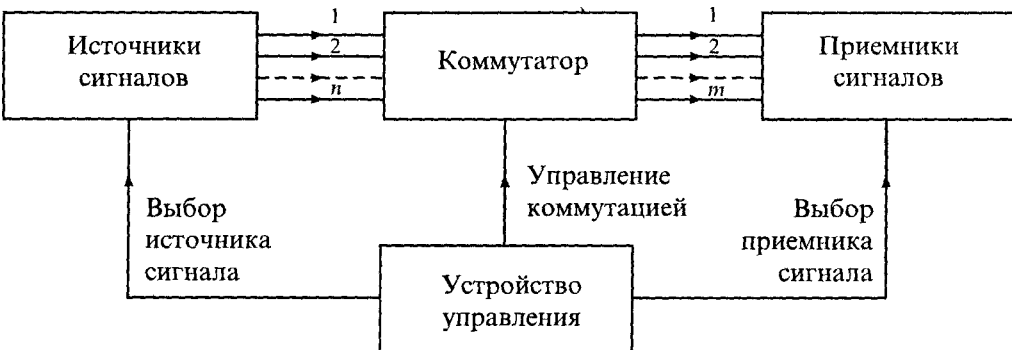 Источники
сигналов
1
2
n
Коммутатор
1
2
m
Приемники
сигналов
Выбор
источника
сигнала
Управление
коммутацией
Выбор
приемника
сигнала
Устройство
управления